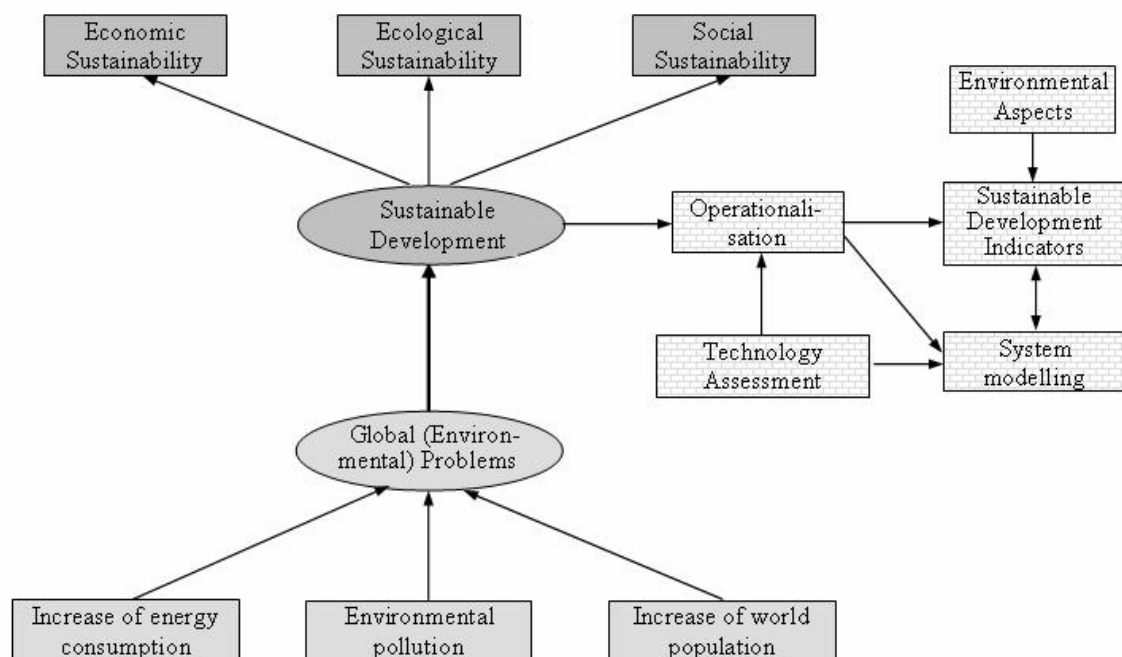 Economic
Sustainability
Ecological
Sustainability
Social
Sustainability
Environmental
Aspects
Sustainable
Development
Operationali-
sation
Sustainable
Development
Indicators
Technology
Assessment
System
modelling
Global (Environ-
mental) Problems
Increase of energy
consumption
Environmental
pollution
Increase of world
population